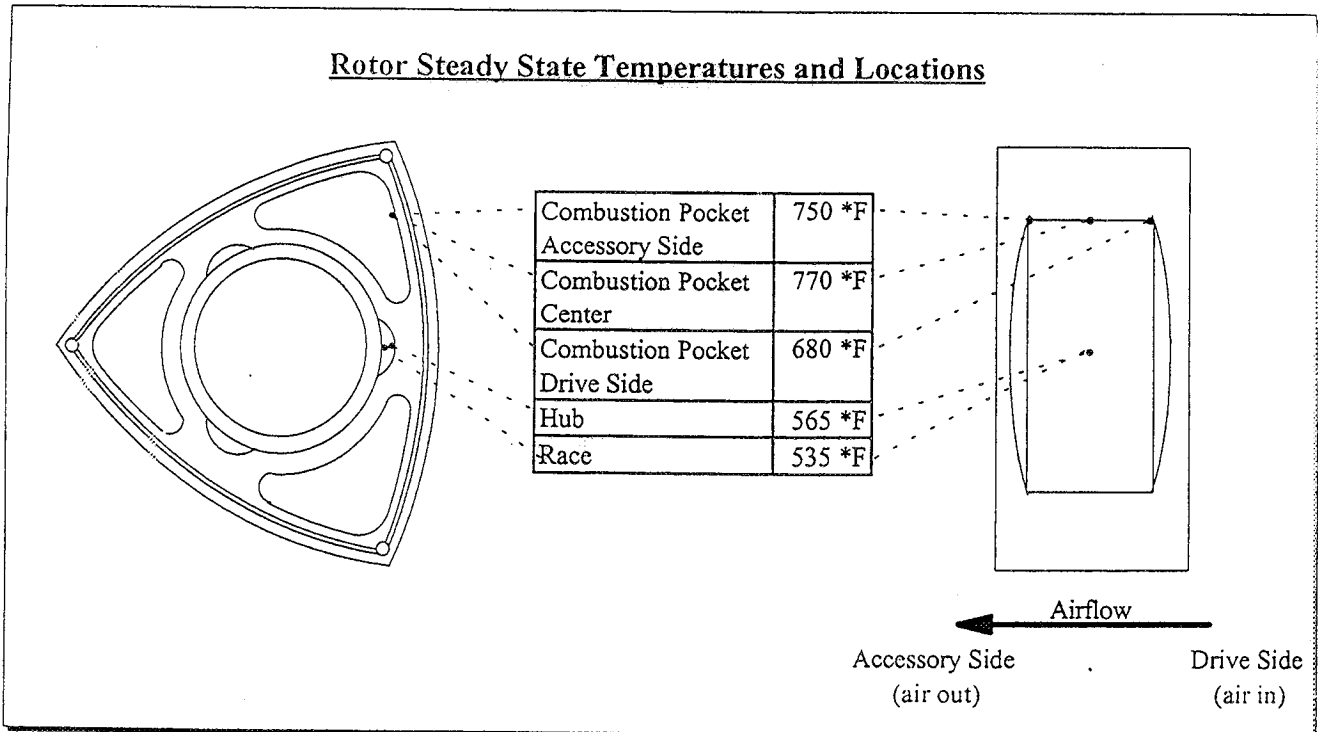 Rotor Steady State Temperatures and Locations
Combustion Pocket 750 *F
Accessory Side
Combustion Pocket 770 *F
Center
Combustion Pocket 680 *F
Drive Side
Hub 565 *F
Race 535 *F
Airflow
Accessory Side Drive Side
(air out) (air in)